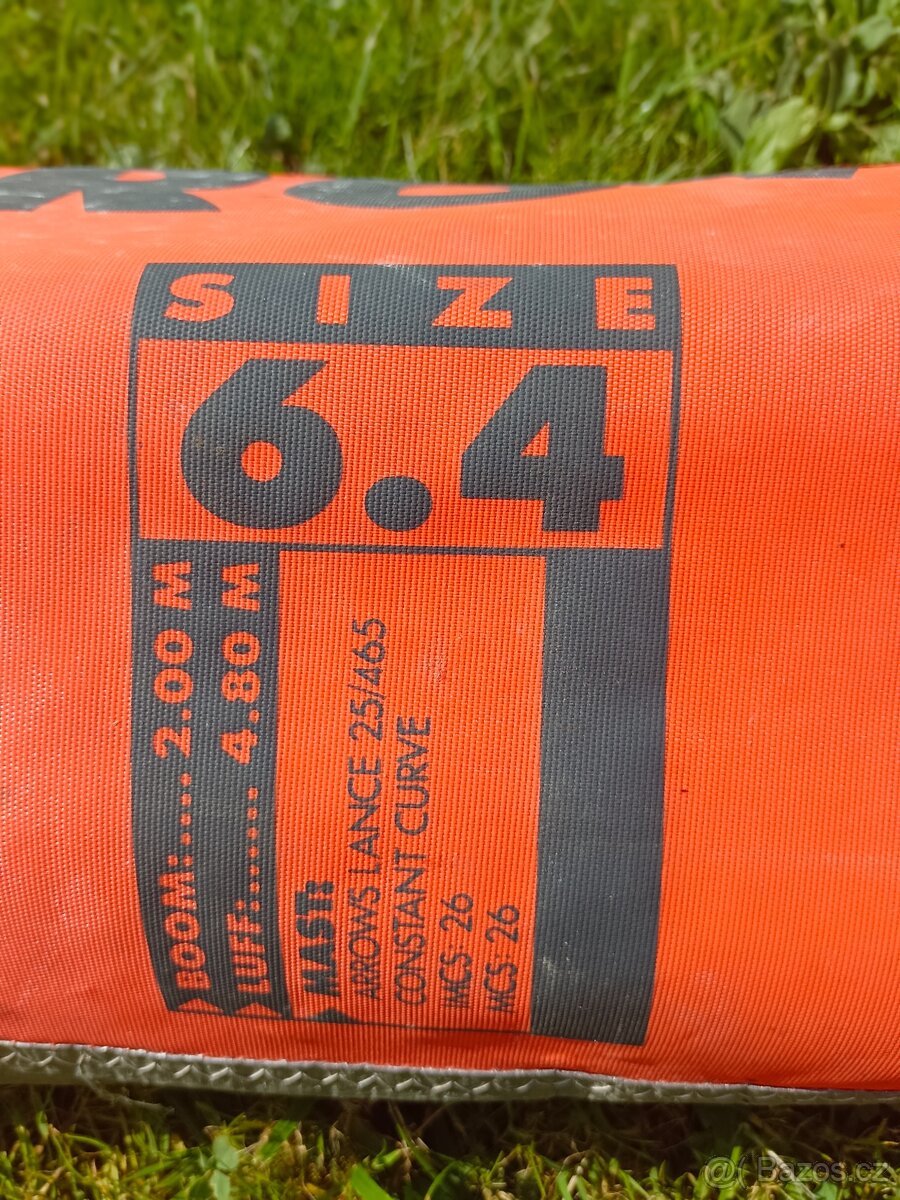 SIZE
6.4
BOOM:..... 2.00 M
LUFF:...... 4.80 M
MAST:
ARROWS LANCE 25/465
CONSTANT CURVE
IMCS: 26
MCS: 26
@ Bazos.cz